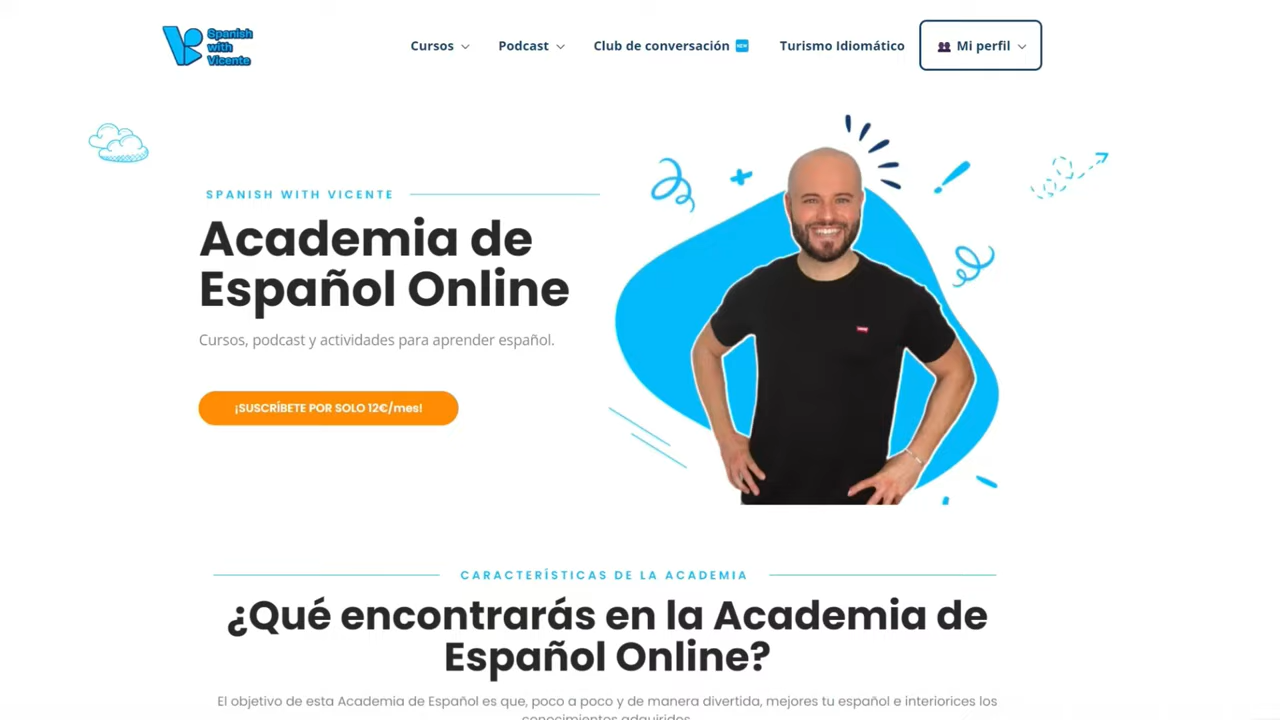 Spanish
with
Vicente
Cursos
Podcast
Club de conversación
NEW
Turismo Idiomático
Mi perfil
SPANISH WITH VICENTE
Academia de
Español Online
Cursos, podcast y actividades para aprender español.
¡SUSCRÍBETE POR SOLO 12€/mes!
CARACTERÍSTICAS DE LA ACADEMIA
¿Qué encontrarás en la Academia de
Español Online?
El objetivo de esta Academia de Español es que, poco a poco y de manera divertida, mejores tu español e interiorices los
conocimientos adquiridos.